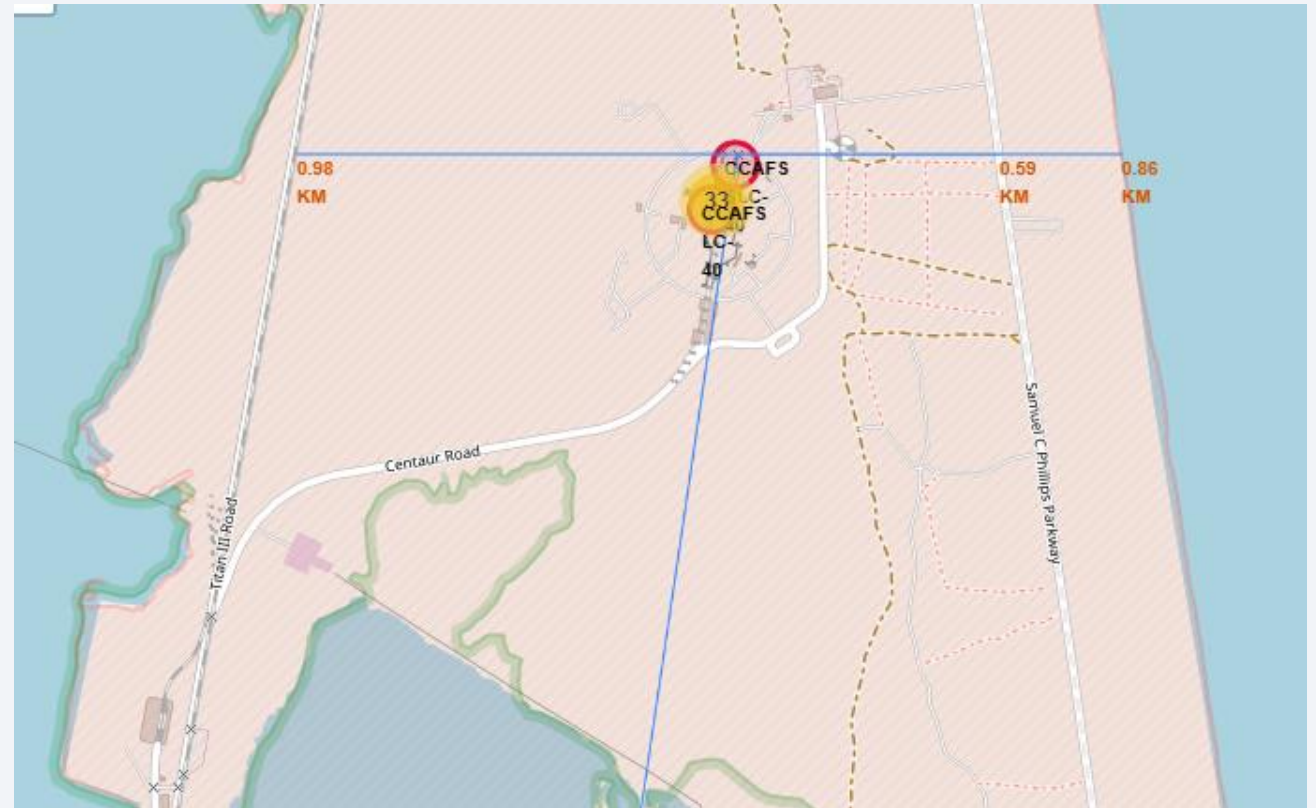 0.98
KM
CCAFS
0.59
KM
0.86
KM
33
LC-
CCAFS
LC-
40
Samuel C Phillips Parkway
Centaur Road
Titan III Road